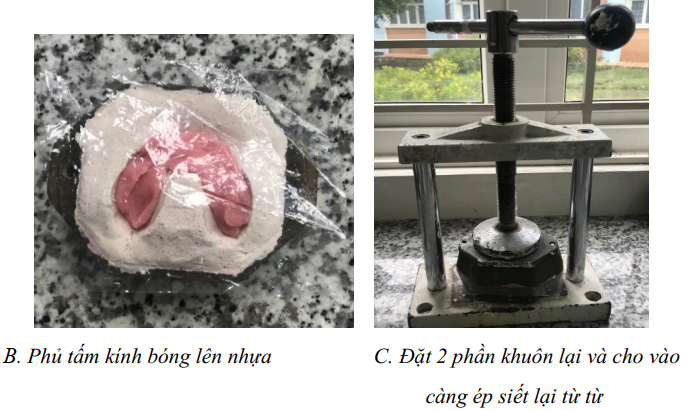 B. Phủ tấm kính bóng lên nhựa
C. Đặt 2 phần khuôn lại và cho vào
càng ép siết lại từ từ